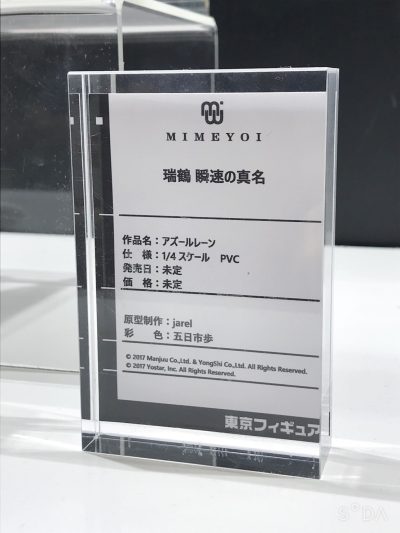 MIMEYOI
瑞鶴 瞬速の真名
作品名：アズールレーン
仕　様：1/4 スケール　PVC
発売日：未定
価　格：未定
原型制作：jarel
彩　　色：五日市歩
© 2017 Manjuu Co.,Ltd. & YongShi Co.,Ltd. All Rights Reserved.
© 2017 Yostar, Inc. All Rights Reserved.
東京フィギュア
SODA